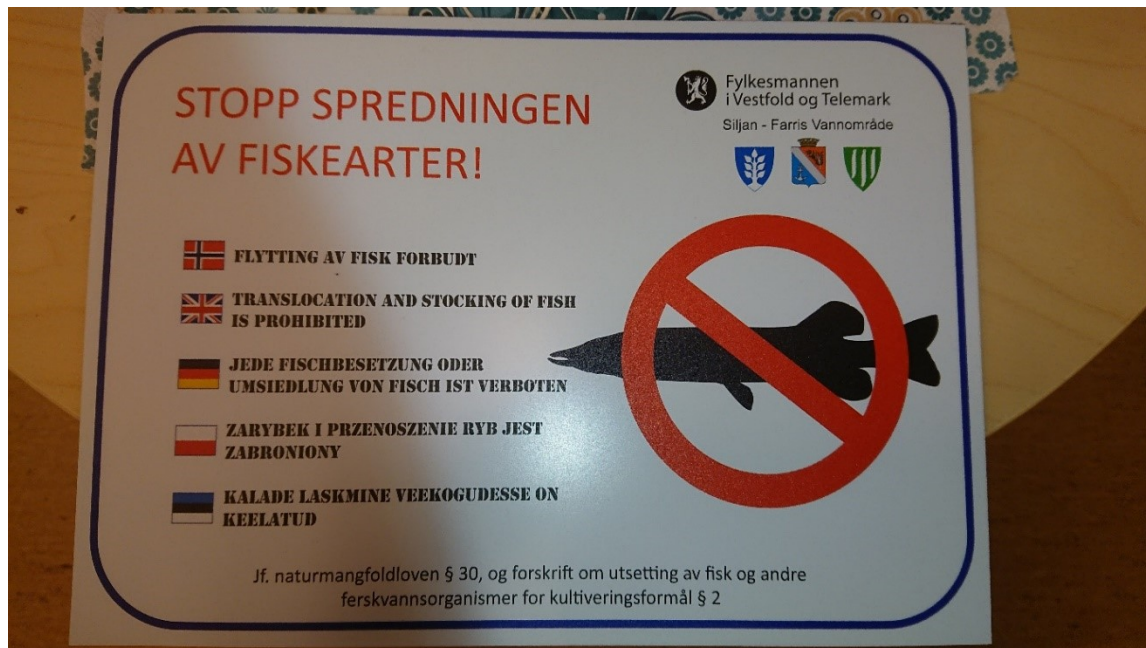 STOPP SPREDNINGEN
AV FISKEARTER!
Fylkesmannen
i Vestfold og Telemark
Siljan - Farris Vannområde
FLYTTING AV FISK FORBUDT
TRANSLOCATION AND STOCKING OF FISH
IS PROHIBITED
JEDE FISCHBESETZUNG ODER
UMSIEDLUNG VON FISCH IST VERBOTEN
ZARYBEK I PRZENOSZENIE RYB JEST
ZABRONIONY
KALADE LASKMINE VEEKOGUDESSE ON
KEELATUD
Jf. naturmangfoldloven § 30, og forskrift om utsetting av fisk og andre
ferskvannsorganismer for kultiveringsformål § 2